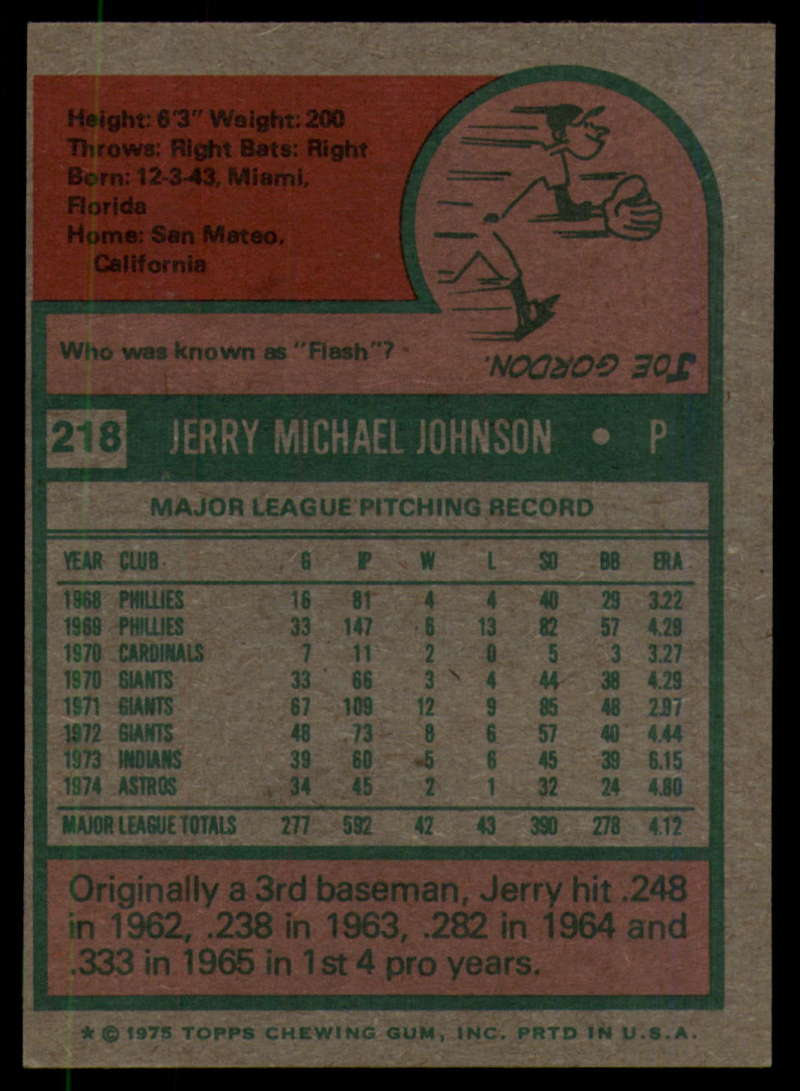 Height: 6'3" Weight: 200
Throws: Right Bats: Right
Born: 12-3-43, Miami,
Florida
Home: San Mateo,
California
Who was known as "Flash"?
JOE GORDON.
218 JERRY MICHAEL JOHNSON • P
MAJOR LEAGUE PITCHING RECORD
YEAR CLUB G IP W L SO BB ERA
1968 PHILLIES 16 81 4 4 40 29 3.22
1969 PHILLIES 33 147 6 13 82 57 4.29
1970 CARDINALS 7 11 2 0 5 3 3.27
1970 GIANTS 33 66 3 4 44 38 4.29
1971 GIANTS 67 109 12 9 85 48 2.97
1972 GIANTS 48 73 8 6 57 40 4.44
1973 INDIANS 39 60 5 6 45 39 6.15
1974 ASTROS 34 45 2 1 32 24 4.80
MAJOR LEAGUE TOTALS 277 592 42 43 390 278 4.12
Originally a 3rd baseman, Jerry hit .248
in 1962, .238 in 1963, .282 in 1964 and
.333 in 1965 in 1st 4 pro years.
* © 1975 TOPPS CHEWING GUM, INC. PRTD IN U.S.A.